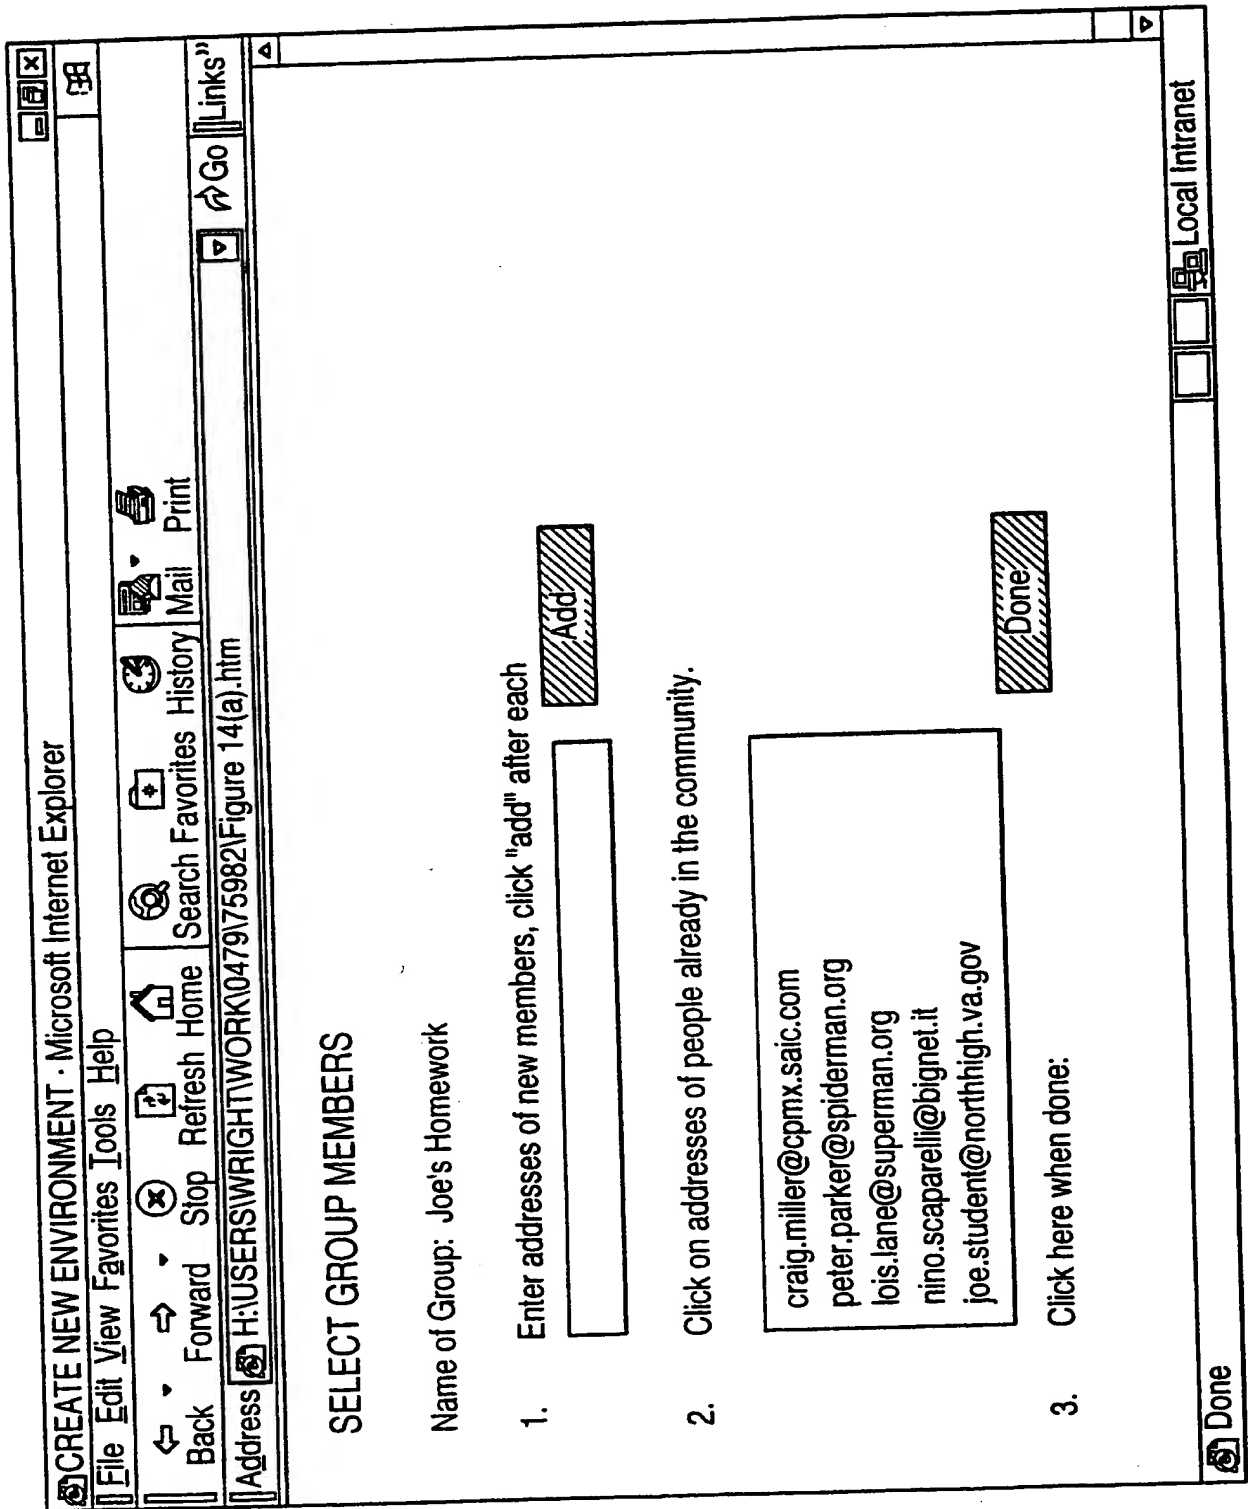 CREATE NEW ENVIRONMENT · Microsoft Internet Explorer
File Edit View Favorites Tools Help
Back Forward Stop Refresh Home Search Favorites History Mail Print
Address H:\USERS\WRIGHT\WORK\0479\75982\Figure 14(a).htm Go Links"
SELECT GROUP MEMBERS
Name of Group: Joe's Homework
1. Enter addresses of new members, click "add" after each
Add
2. Click on addresses of people already in the community.
craig.miller@cpmx.saic.com
peter.parker@spiderman.org
lois.lane@superman.org
nino.scaparelli@bignet.it
joe.student@northhigh.va.gov
3. Click here when done:
Done
Done Local Intranet